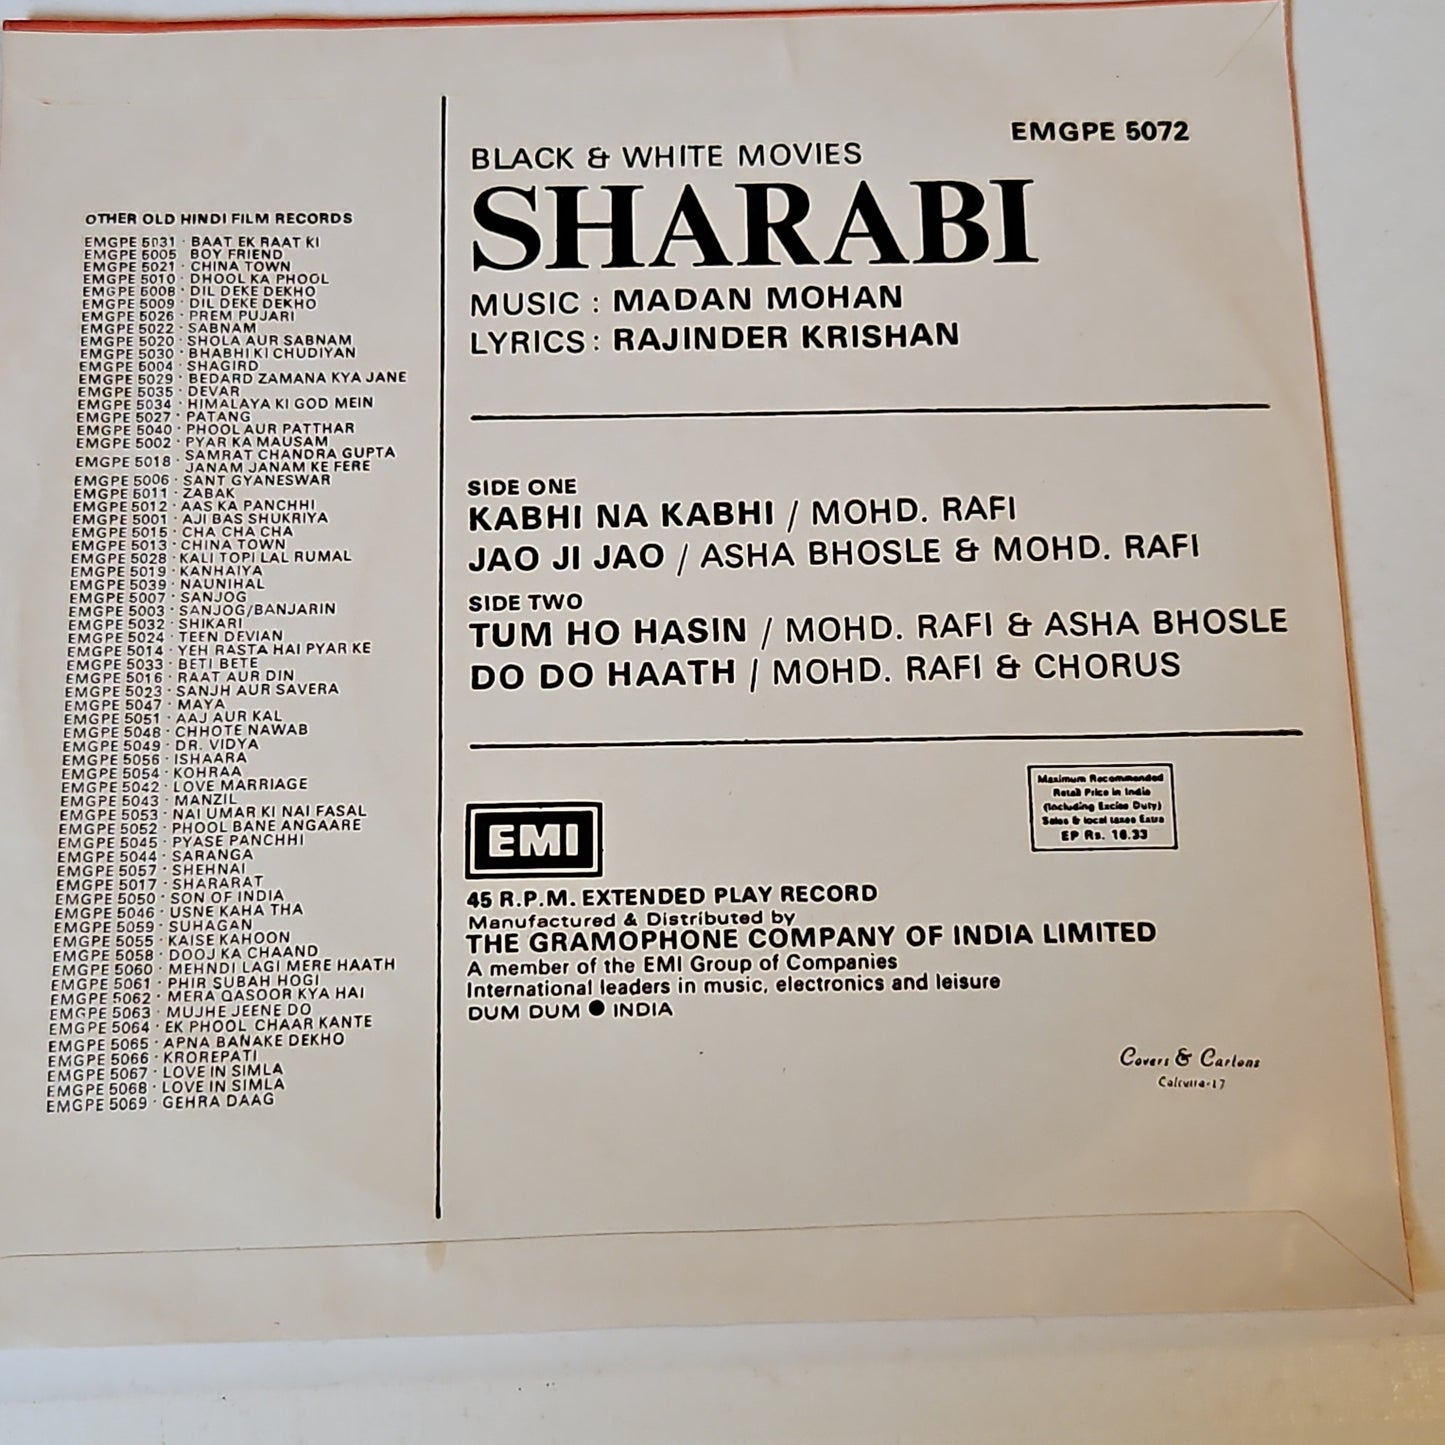 OTHER OLD HINDI FILM RECORDS
EMGPE 5031 · BAAT EK RAAT KI
EMGPE 5005 BOY FRIEND
EMGPE 5021 · CHINA TOWN
EMGPE 5010 · DHOOL KA PHOOL
EMGPE 5008 · DIL DEKE DEKHO
EMGPE 5009 · DIL DEKE DEKHO
EMGPE 5026 · PREM PUJARI
EMGPE 5022 · SABNAM
EMGPE 5020 · SHOLA AUR SABNAM
EMGPE 5030 · BHABHI KI CHUDIYAN
EMGPE 5004 · SHAGIRD
EMGPE 5029 · BEDARD ZAMANA KYA JANE
EMGPE 5035 · DEVAR
EMGPE 5034 · HIMALAYA KI GOD MEIN
EMGPE 5027 · PATANG
EMGPE 5040 · PHOOL AUR PATTHAR
EMGPE 5002 · PYAR KA MAUSAM
EMGPE 5018 · SAMRAT CHANDRA GUPTA
JANAM JANAM KE FERE
EMGPE 5006 · SANT GYANESWAR
EMGPE 5011 · ZABAK
EMGPE 5012 · AAS KA PANCHHI
EMGPE 5001 · AJI BAS SHUKRIYA
EMGPE 5015 · CHA CHA CHA
EMGPE 5013 · CHINA TOWN
EMGPE 5028 · KALI TOPI LAL RUMAL
EMGPE 5019 · KANHAIYA
EMGPE 5039 · NAUNIHAL
EMGPE 5007 · SANJOG
EMGPE 5003 · SANJOG/BANJARIN
EMGPE 5032 · SHIKARI
EMGPE 5024 · TEEN DEVIAN
EMGPE 5014 · YEH RASTA HAI PYAR KE
EMGPE 5033 · BETI BETE
EMGPE 5016 · RAAT AUR DIN
EMGPE 5023 · SANJH AUR SAVERA
EMGPE 5047 · MAYA
EMGPE 5051 · AAJ AUR KAL
EMGPE 5048 · CHHOTE NAWAB
EMGPE 5049 · DR. VIDYA
EMGPE 5056 · ISHAARA
EMGPE 5054 · KOHRAA
EMGPE 5042 · LOVE MARRIAGE
EMGPE 5043 · MANZIL
EMGPE 5053 · NAI UMAR KI NAI FASAL
EMGPE 5052 · PHOOL BANE ANGAARE
EMGPE 5045 · PYASE PANCHHI
EMGPE 5044 · SARANGA
EMGPE 5057 · SHEHNAI
EMGPE 5017 · SHARARAT
EMGPE 5050 · SON OF INDIA
EMGPE 5046 · USNE KAHA THA
EMGPE 5059 · SUHAGAN
EMGPE 5055 · KAISE KAHOON
EMGPE 5058 · DOOJ KA CHAAND
EMGPE 5060 · MEHNDI LAGI MERE HAATH
EMGPE 5061 · PHIR SUBAH HOGI
EMGPE 5062 · MERA QASOOR KYA HAI
EMGPE 5063 · MUJHE JEENE DO
EMGPE 5064 · EK PHOOL CHAAR KANTE
EMGPE 5065 · APNA BANAKE DEKHO
EMGPE 5066 · KROREPATI
EMGPE 5067 · LOVE IN SIMLA
EMGPE 5068 · LOVE IN SIMLA
EMGPE 5069 · GEHRA DAAG
EMGPE 5072
BLACK & WHITE MOVIES
SHARABI
MUSIC : MADAN MOHAN
LYRICS : RAJINDER KRISHAN
SIDE ONE
KABHI NA KABHI / MOHD. RAFI
JAO JI JAO / ASHA BHOSLE & MOHD. RAFI
SIDE TWO
TUM HO HASIN / MOHD. RAFI & ASHA BHOSLE
DO DO HAATH / MOHD. RAFI & CHORUS
Maximum Recommended
Retail Price in India
(Including Excise Duty)
Sales & local taxes Extra
EP Rs. 16.33
EMI
45 R.P.M. EXTENDED PLAY RECORD
Manufactured & Distributed by
THE GRAMOPHONE COMPANY OF INDIA LIMITED
A member of the EMI Group of Companies
International leaders in music, electronics and leisure
DUM DUM ● INDIA
Covers & Cartons
Calcutta-17